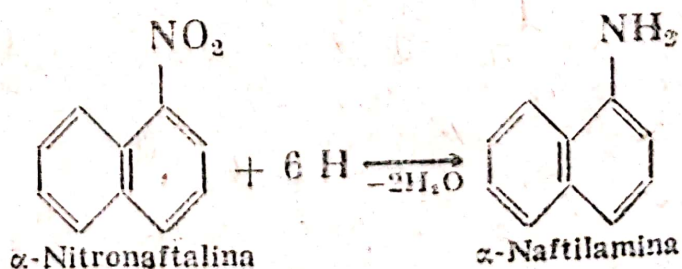 NO₂
NH₂
+ 6 H
–2H₂O
α-Nitronaftalina
α-Naftilamina